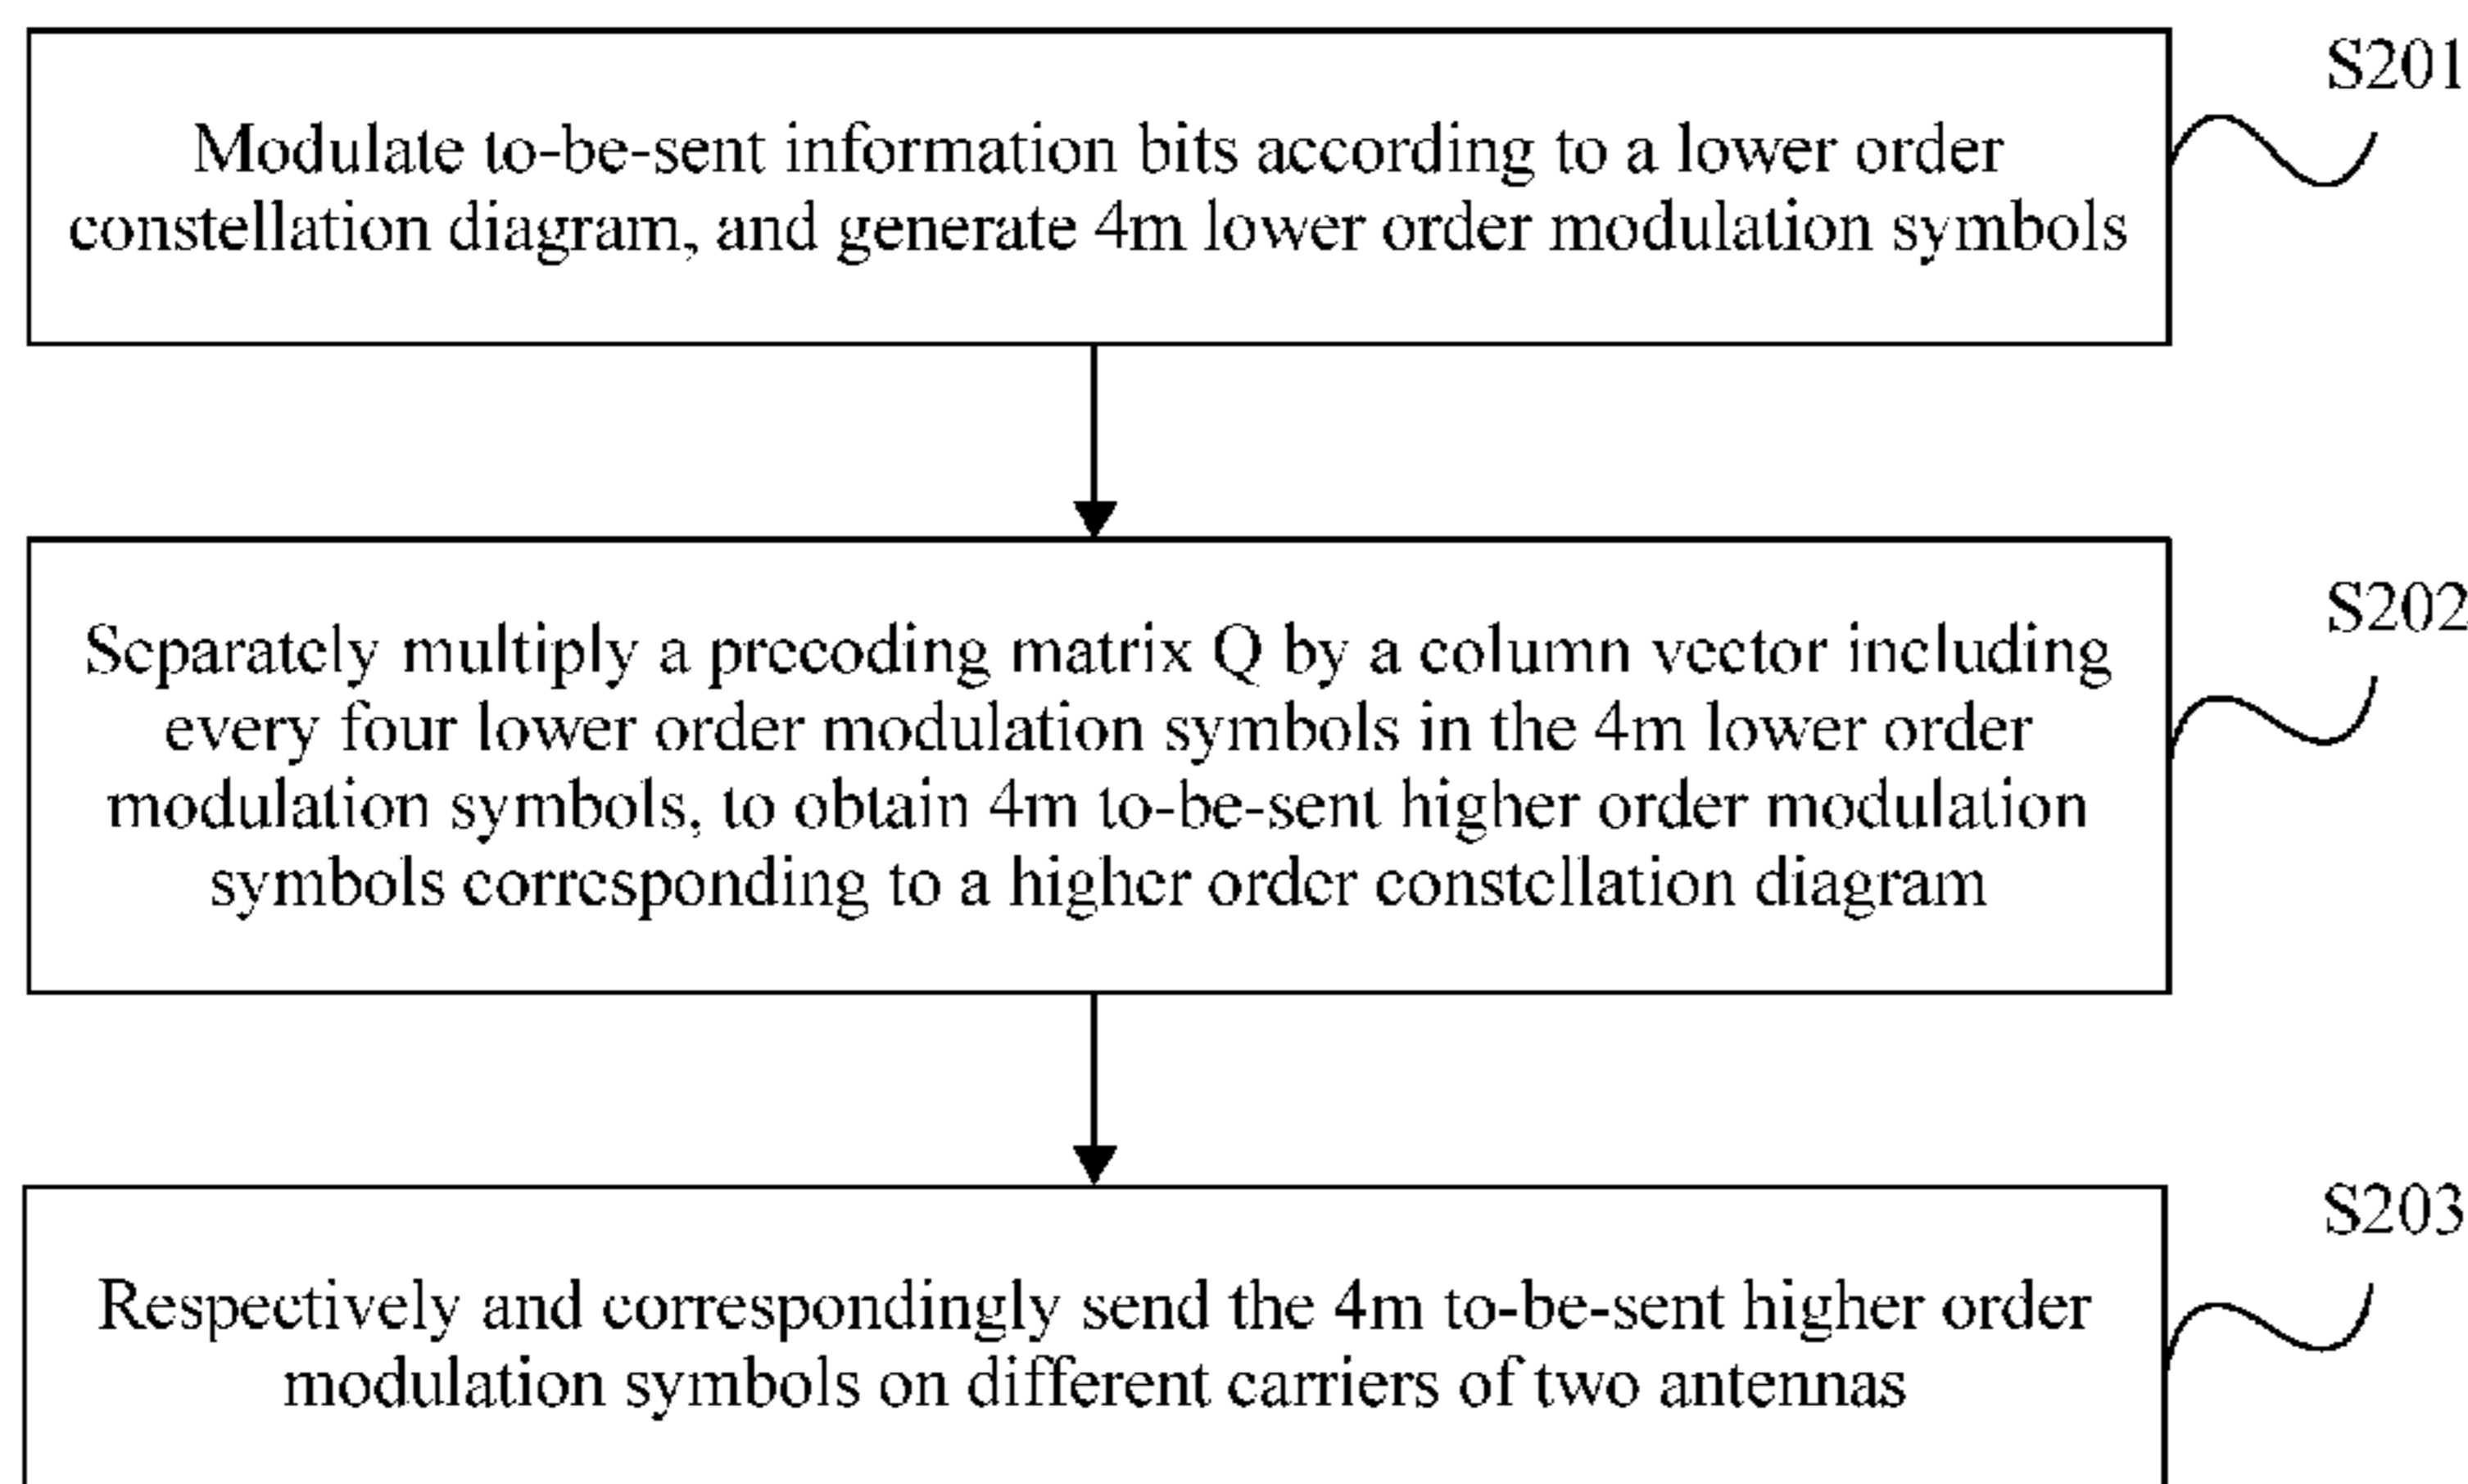 S201
Modulate to-be-sent information bits according to a lower order
constellation diagram, and generate 4m lower order modulation symbols
S202
Separately multiply a precoding matrix Q by a column vector including
every four lower order modulation symbols in the 4m lower order
modulation symbols, to obtain 4m to-be-sent higher order modulation
symbols corresponding to a higher order constellation diagram
S203
Respectively and correspondingly send the 4m to-be-sent higher order
modulation symbols on different carriers of two antennas